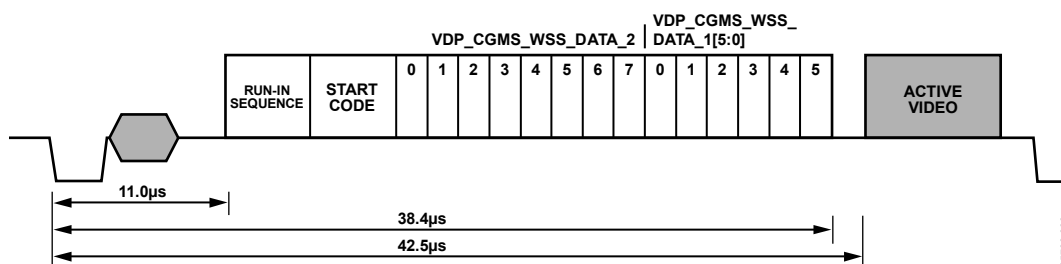 VDP_CGMS_WSS_DATA_2
VDP_CGMS_WSS_
DATA_1[5:0]
RUN-IN
SEQUENCE
START
CODE
0 1 2 3 4 5 6 7 0 1 2 3 4 5
ACTIVE
VIDEO
11.0µs
38.4µs
42.5µs